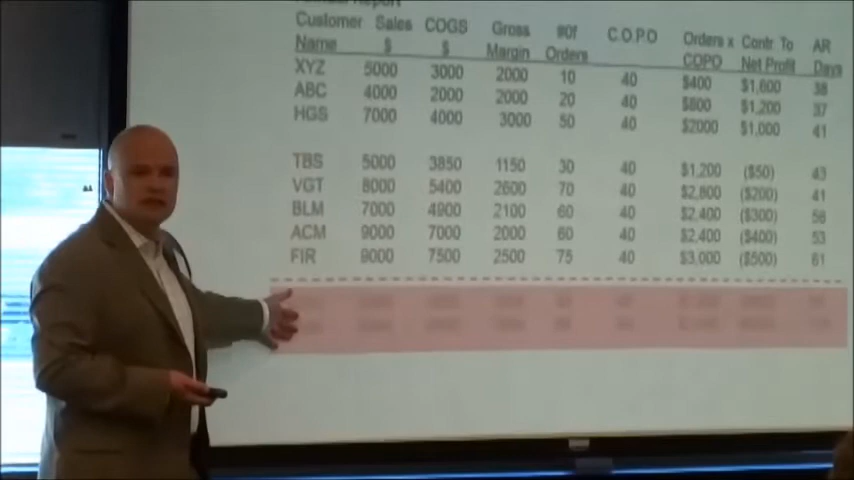 Annual Report
Customer Sales COGS Gross #of C.O.P.O Orders x Contr To AR
Name $ $ Margin Orders COPO Net Profit Days
XYZ 5000 3000 2000 10 40 $400 $1,600 38
ABC 4000 2000 2000 20 40 $800 $1,200 37
HGS 7000 4000 3000 50 40 $2000 $1,000 41
TBS 5000 3850 1150 30 40 $1,200 ($50) 43
VGT 8000 5400 2600 70 40 $2,800 ($200) 41
BLM 7000 4900 2100 60 40 $2,400 ($300) 58
ACM 9000 7000 2000 60 40 $2,400 ($400) 53
FIR 9000 7500 2500 75 40 $3,000 ($500) 61